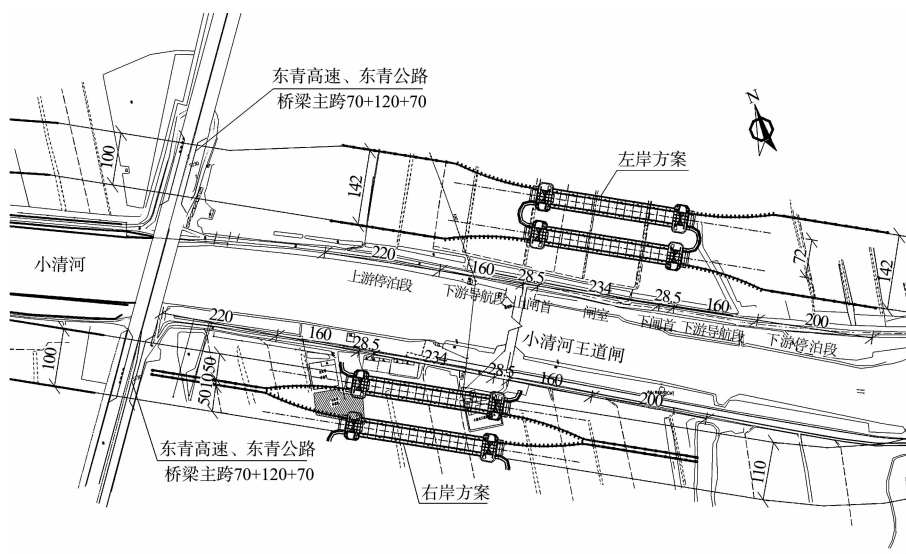 东青高速、东青公路
桥梁主跨70+120+70
N
左岸方案
100
142
小清河
220
160
28.5
234
28.5
160
200
72
142
上游停泊段
下游导航段
上闸首
闸室
下闸首
下游导航段
下游停泊段
小清河王道闸
220
160
28.5
234
28.5
160
200
100
50
10
50
110
东青高速、东青公路
桥梁主跨70+120+70
右岸方案